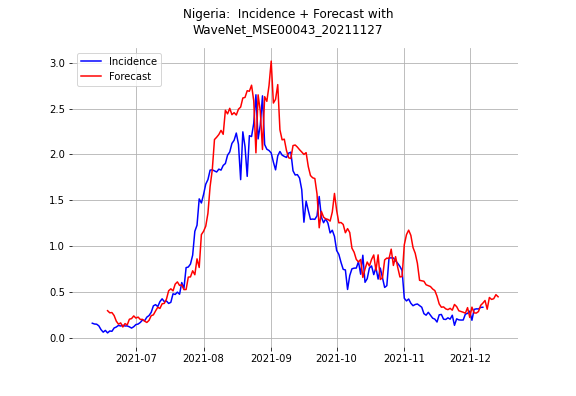 Nigeria:  Incidence + Forecast with
WaveNet_MSE00043_20211127
Incidence
Forecast
3.0
2.5
2.0
1.5
1.0
0.5
0.0
2021-07 2021-08 2021-09 2021-10 2021-11 2021-12